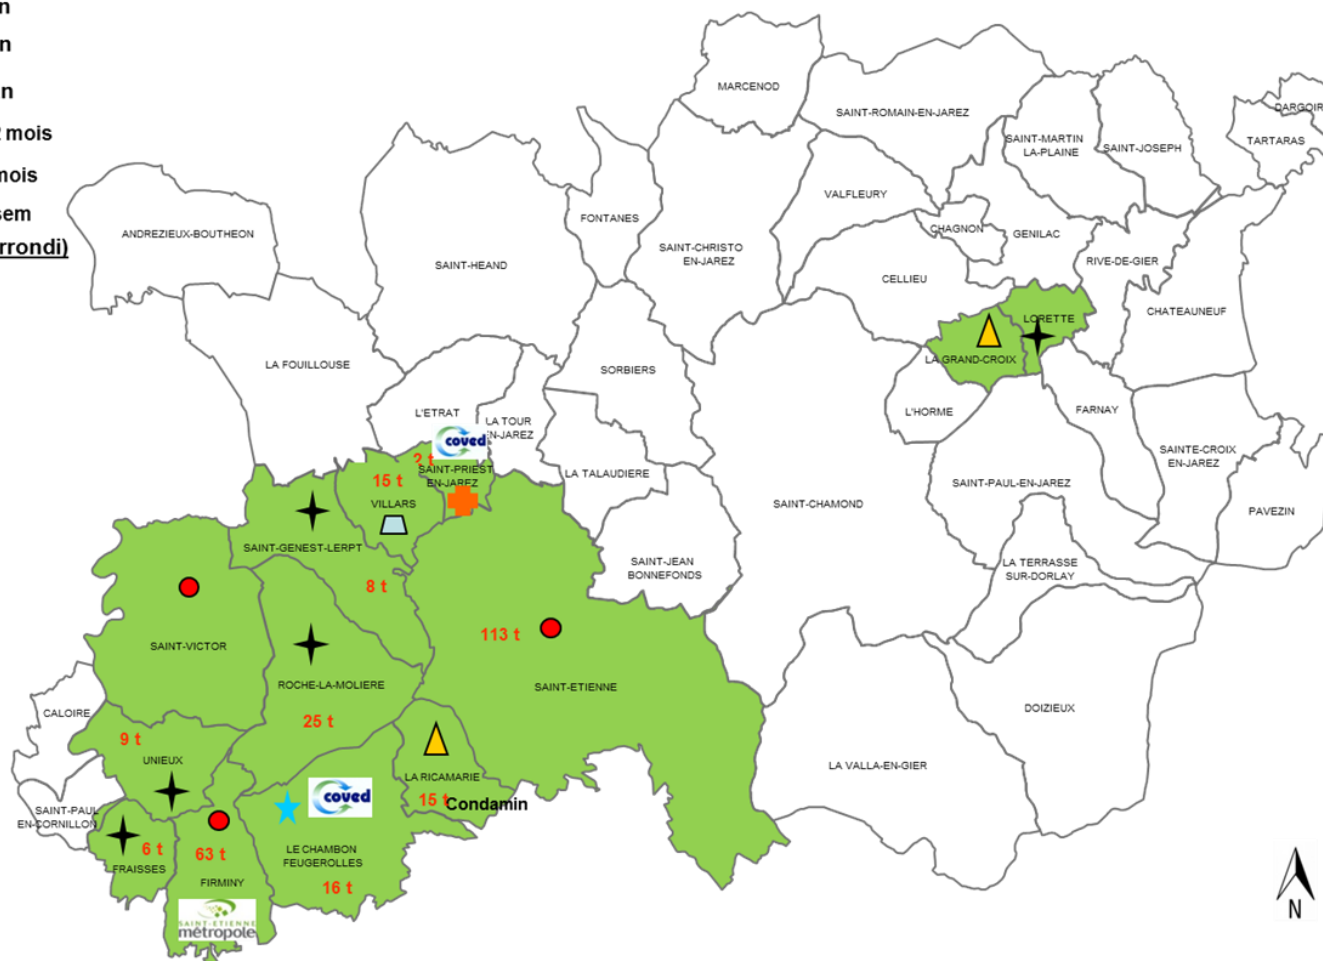 n
n
n
mois
mois
sem
rrondi)
MARCENOD
SAINT-ROMAIN-EN-JAREZ
DARGOIR
TARTARAS
SAINT-MARTIN
LA-PLAINE
SAINT-JOSEPH
VALFLEURY
FONTANES
CHAGNON
GENILAC
ANDREZIEUX-BOUTHEON
SAINT-HEAND
SAINT-CHRISTO
EN-JAREZ
RIVE-DE-GIER
CELLIEU
CHATEAUNEUF
LORETTE
LA GRAND-CROIX
LA FOUILLOUSE
SORBIERS
L'ETRAT
LA TOUR
EN-JAREZ
L'HORME
FARNAY
coved
2 t
SAINT-PRIEST
EN-JAREZ
15 t
VILLARS
LA TALAUDIERE
SAINT-CHAMOND
SAINT-PAUL-EN-JAREZ
SAINTE-CROIX
EN-JAREZ
PAVEZIN
SAINT-GENEST-LERPT
8 t
SAINT-JEAN
BONNEFONDS
LA TERRASSE
SUR-DORLAY
SAINT-VICTOR
113 t
SAINT-ETIENNE
ROCHE-LA-MOLIERE
25 t
CALOIRE
DOIZIEUX
9 t
UNIEUX
LA RICAMARIE
15 t
Condamin
LA VALLA-EN-GIER
coved
SAINT-PAUL
EN-CORNILLON
6 t
FRAISSES
63 t
FIRMINY
LE CHAMBON
FEUGEROLLES
16 t
SAINT-ETIENNE
métropole
N